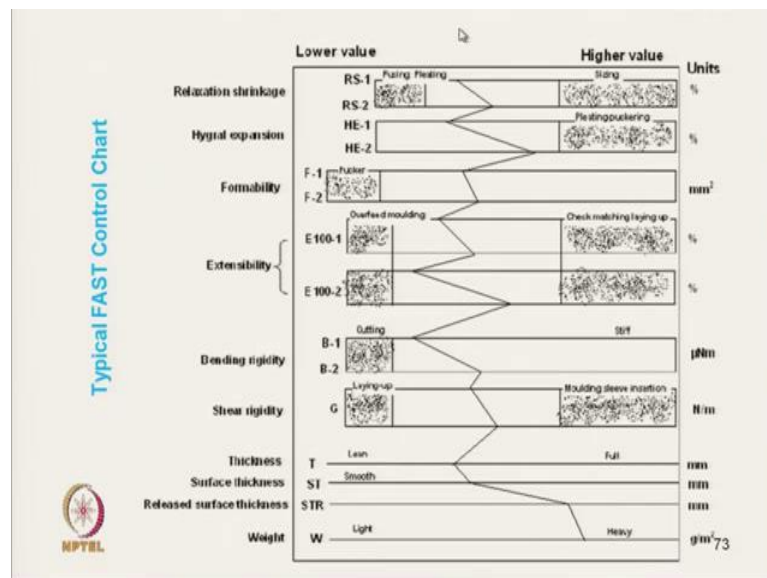 Typical FAST Control Chart
Lower value
Higher value
Units
Relaxation shrinkage
RS-1
Fusing Pleating
Sizing
%
RS-2
Hygral expansion
HE-1
Pleating puckering
%
HE-2
Formability
F-1
Pucker
mm²
F-2
Extensibility
Overfeed moulding
Check matching laying up
E100-1
%
E100-2
%
Bending rigidity
Cutting
Stiff
B-1
µNm
B-2
Shear rigidity
Laying-up
Moulding sleeve insertion
G
N/m
Thickness
T
Lean
Full
mm
Surface thickness
ST
Smooth
mm
Released surface thickness
STR
mm
Weight
W
Light
Heavy
g/m²
73
NPTEL